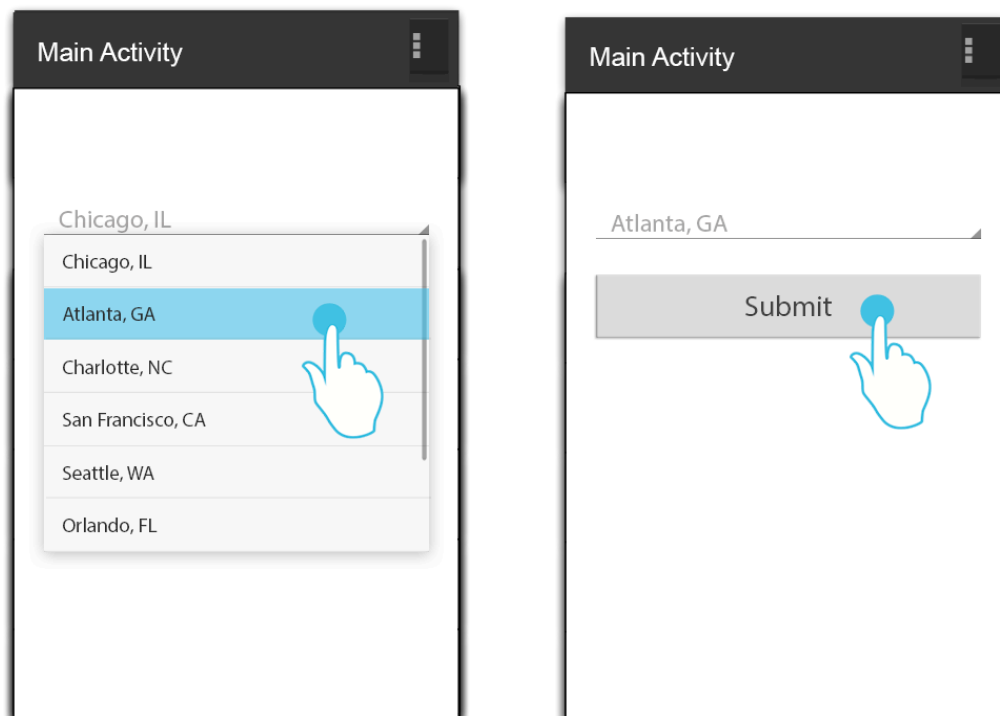 Main Activity
Chicago, IL
Chicago, IL
Atlanta, GA
Charlotte, NC
San Francisco, CA
Seattle, WA
Orlando, FL
Main Activity
Atlanta, GA
Submit